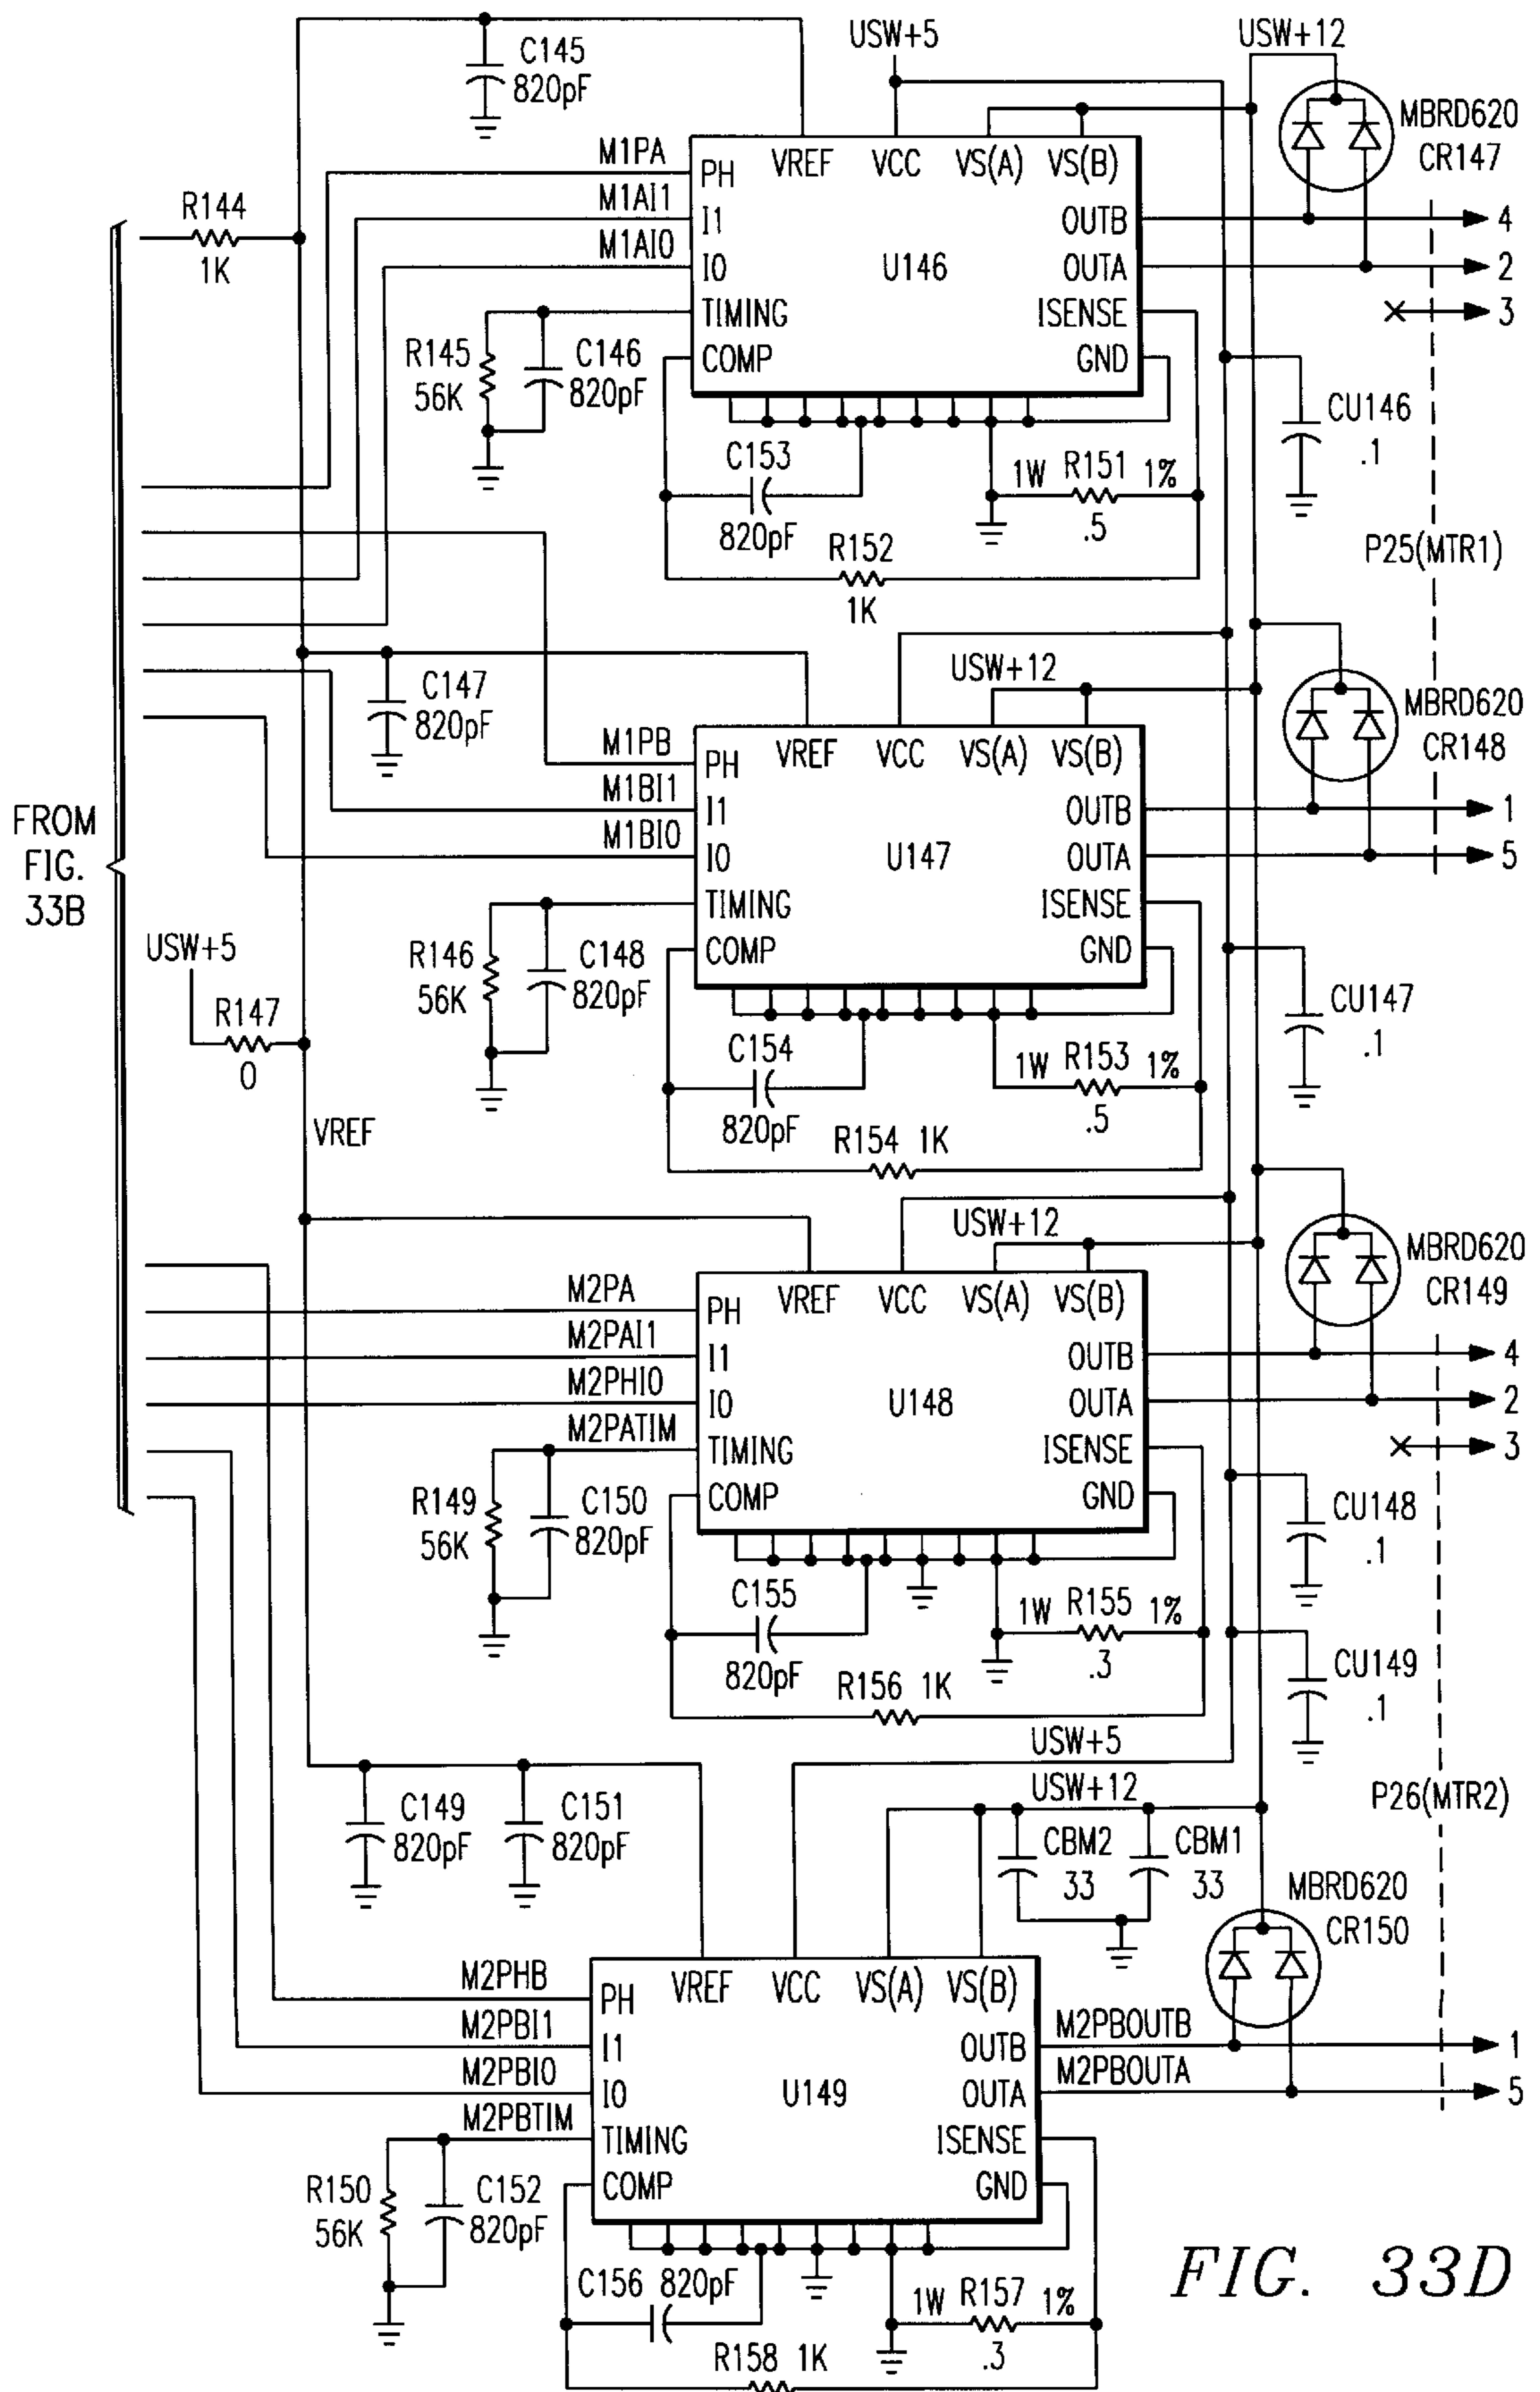 USW+5
USW+12
C145
820pF
MBRD620
CR147
M1PA
PH
VREF
VCC
VS(A)
VS(B)
R144
1K
M1AI1
I1
OUTB
4
M1AI0
I0
U146
OUTA
2
TIMING
ISENSE
3
R145
56K
C146
820pF
COMP
GND
CU146
.1
C153
820pF
1W
R151
1%
.5
R152
1K
P25(MTR1)
C147
820pF
USW+12
MBRD620
CR148
M1PB
PH
VREF
VCC
VS(A)
VS(B)
M1BI1
I1
OUTB
1
FROM
FIG.
33B
M1BI0
I0
U147
OUTA
5
TIMING
ISENSE
USW+5
R146
56K
C148
820pF
COMP
GND
R147
0
CU147
.1
C154
820pF
1W
R153
1%
.5
VREF
R154 1K
USW+12
MBRD620
CR149
M2PA
PH
VREF
VCC
VS(A)
VS(B)
M2PAI1
I1
OUTB
4
M2PHI0
I0
U148
OUTA
2
M2PATIM
TIMING
ISENSE
3
R149
56K
C150
820pF
COMP
GND
CU148
.1
C155
820pF
1W
R155
1%
.3
R156 1K
CU149
.1
USW+5
USW+12
P26(MTR2)
C149
820pF
C151
820pF
CBM2
33
CBM1
33
MBRD620
CR150
M2PHB
PH
VREF
VCC
VS(A)
VS(B)
M2PBI1
I1
OUTB
M2PBOUTB
1
M2PBI0
I0
U149
OUTA
M2PBOUTA
5
M2PBTIM
TIMING
ISENSE
R150
56K
C152
820pF
COMP
GND
C156 820pF
1W
R157
1%
.3
R158 1K
FIG. 33D